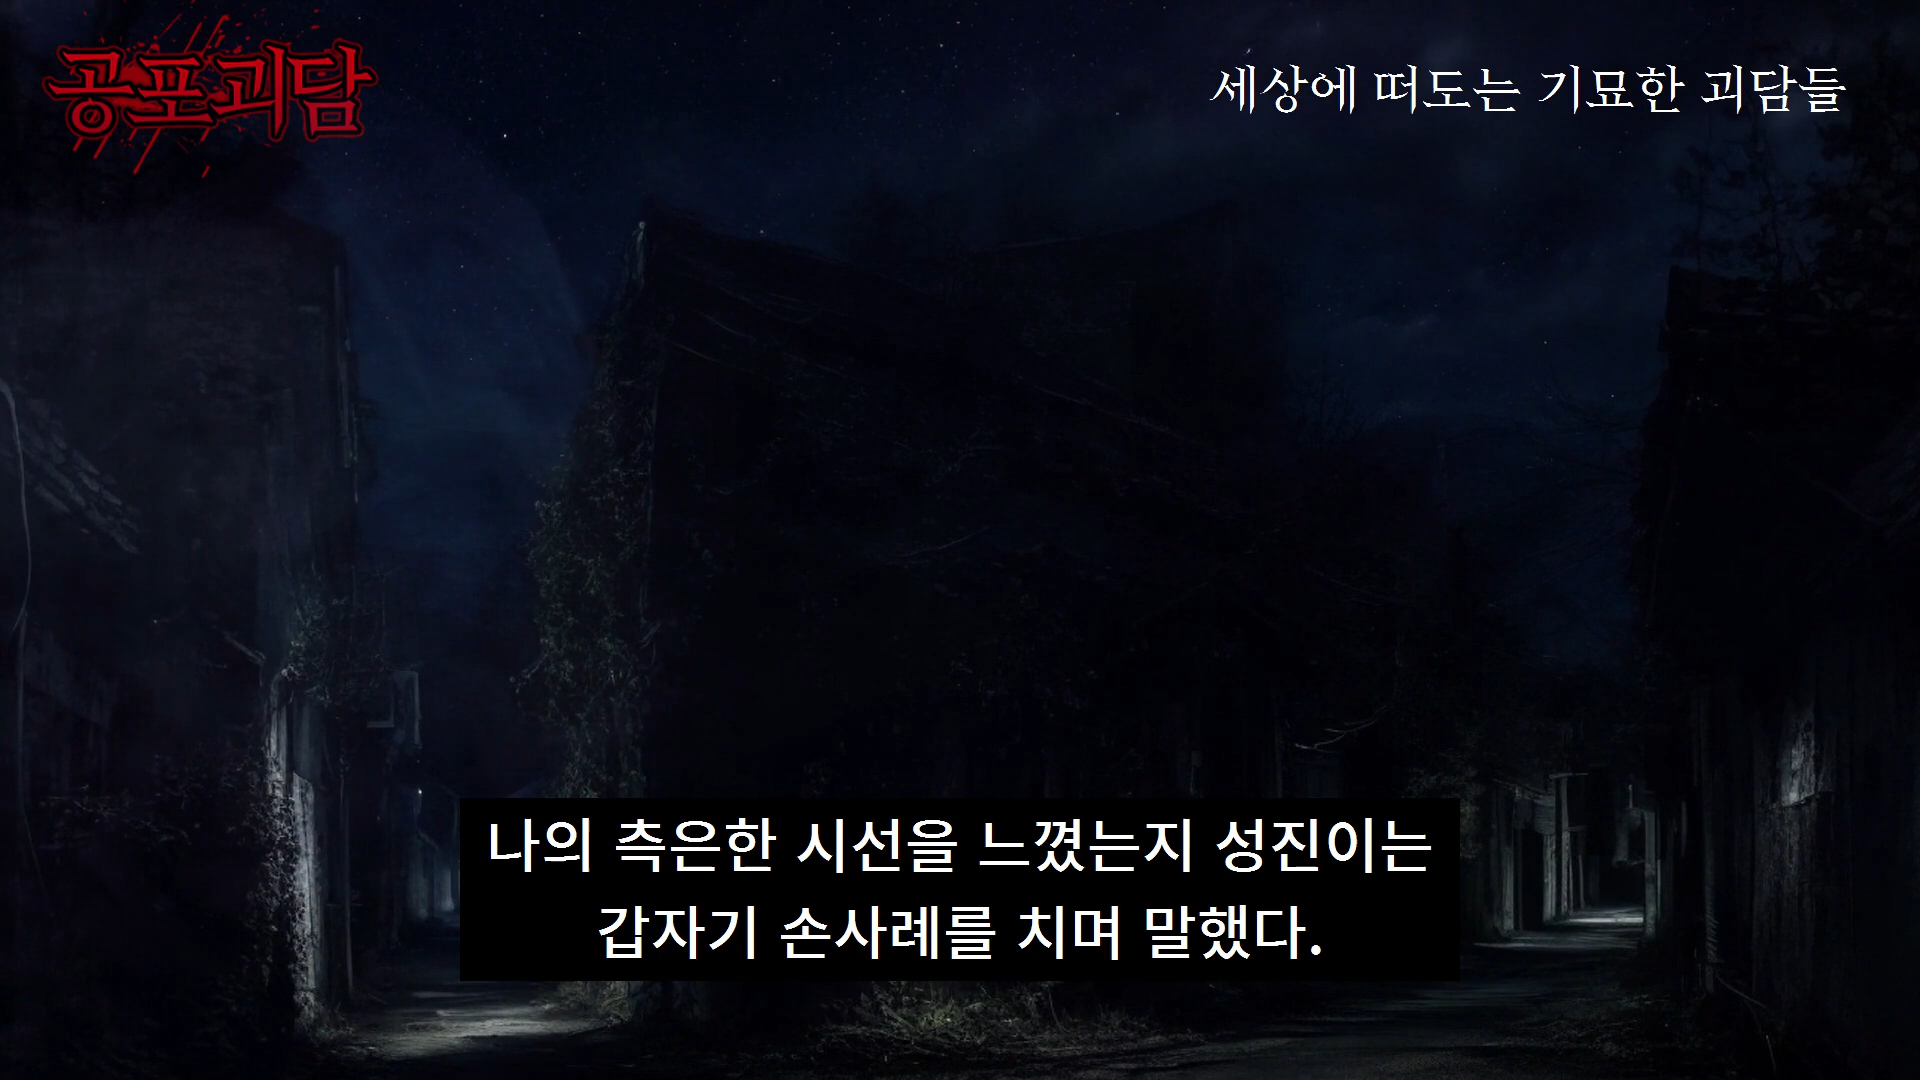 공포괴담
세상에 떠도는 기묘한 괴담들
나의 측은한 시선을 느꼈는지 성진이는
갑자기 손사례를 치며 말했다.